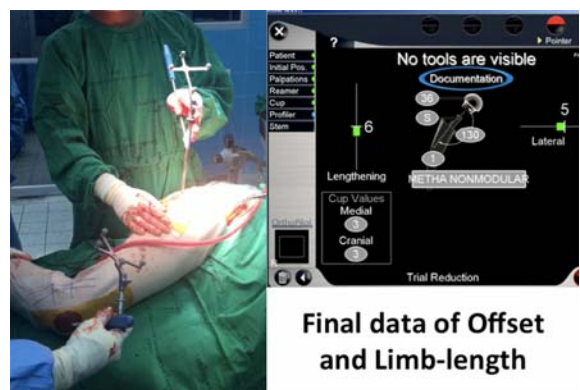 ?
Pointer
No tools are visible
Documentation
Patient
Initial Pos.
Palpations
Reamer
Cup
Profiler
Stem
36
S
130
1
6
Lengthening
5
Lateral
METHA NONMODULAR
Cup Values
Medial
3
Cranial
3
OrthoPilot
R
Trial Reduction
Final data of Offset
and Limb-length